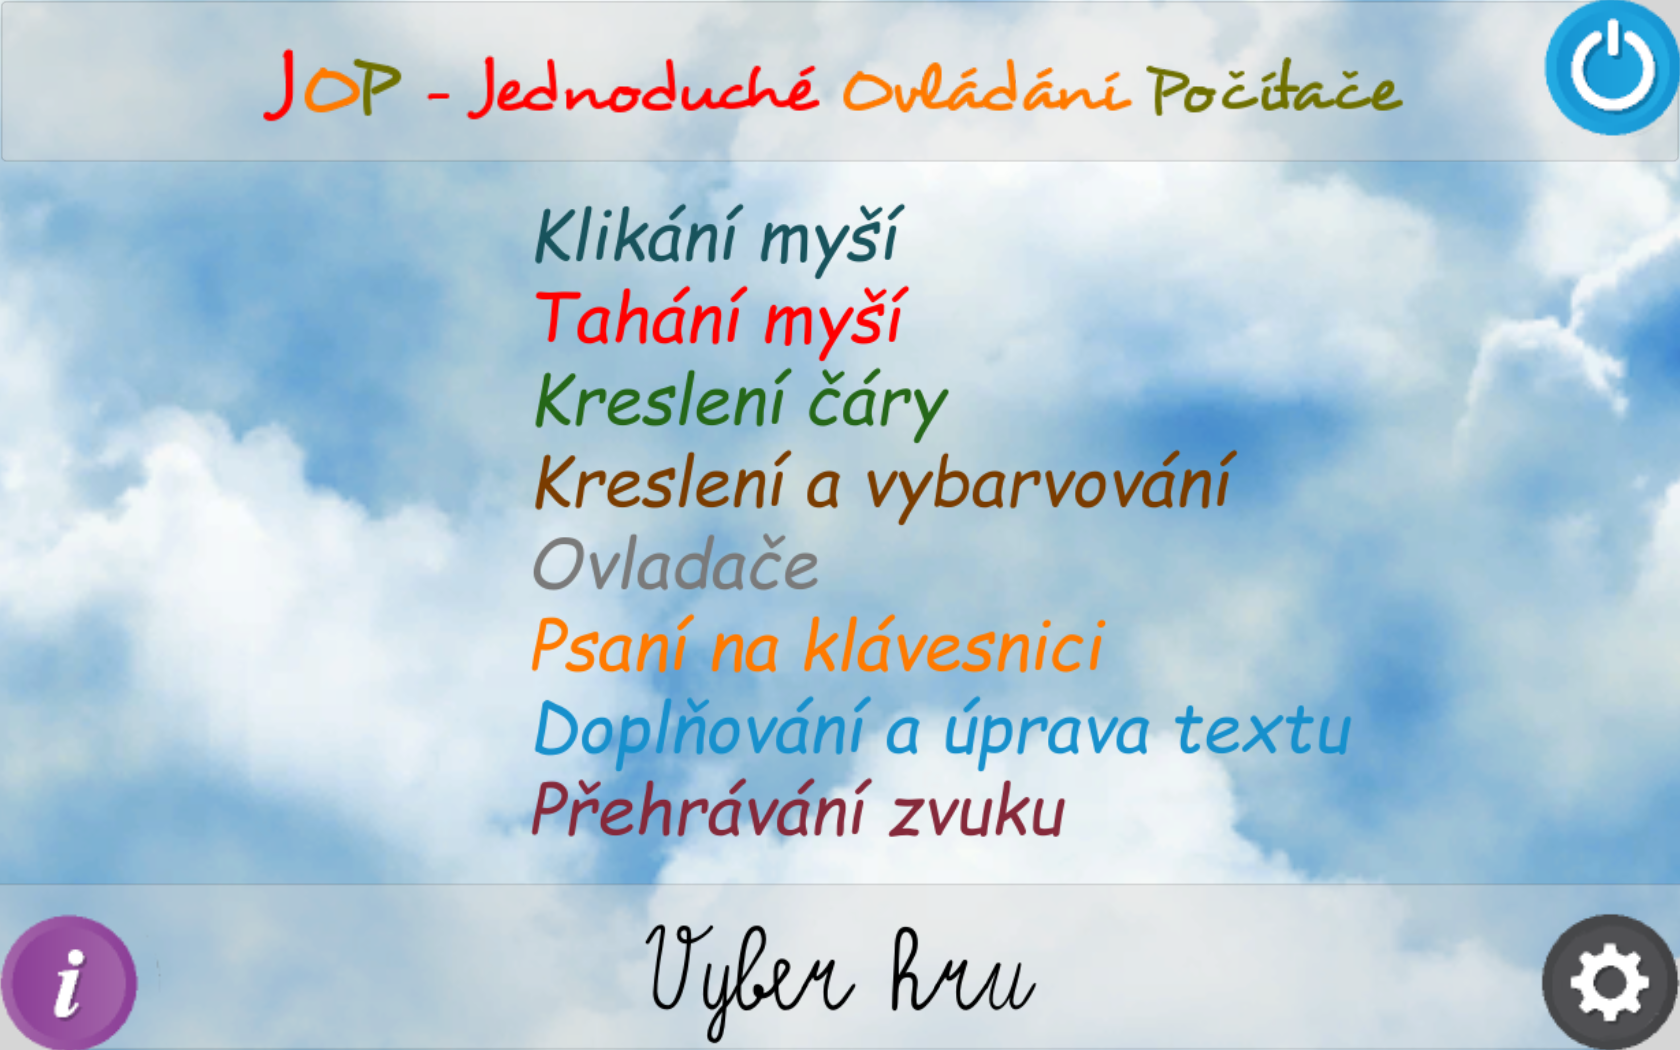 JOP - Jednoduché Ovládání Počítače
Klikání myší
Tahání myší
Kreslení čáry
Kreslení a vybarvování
Ovladače
Psaní na klávesnici
Doplňování a úprava textu
Přehrávání zvuku
Vyber hru
i